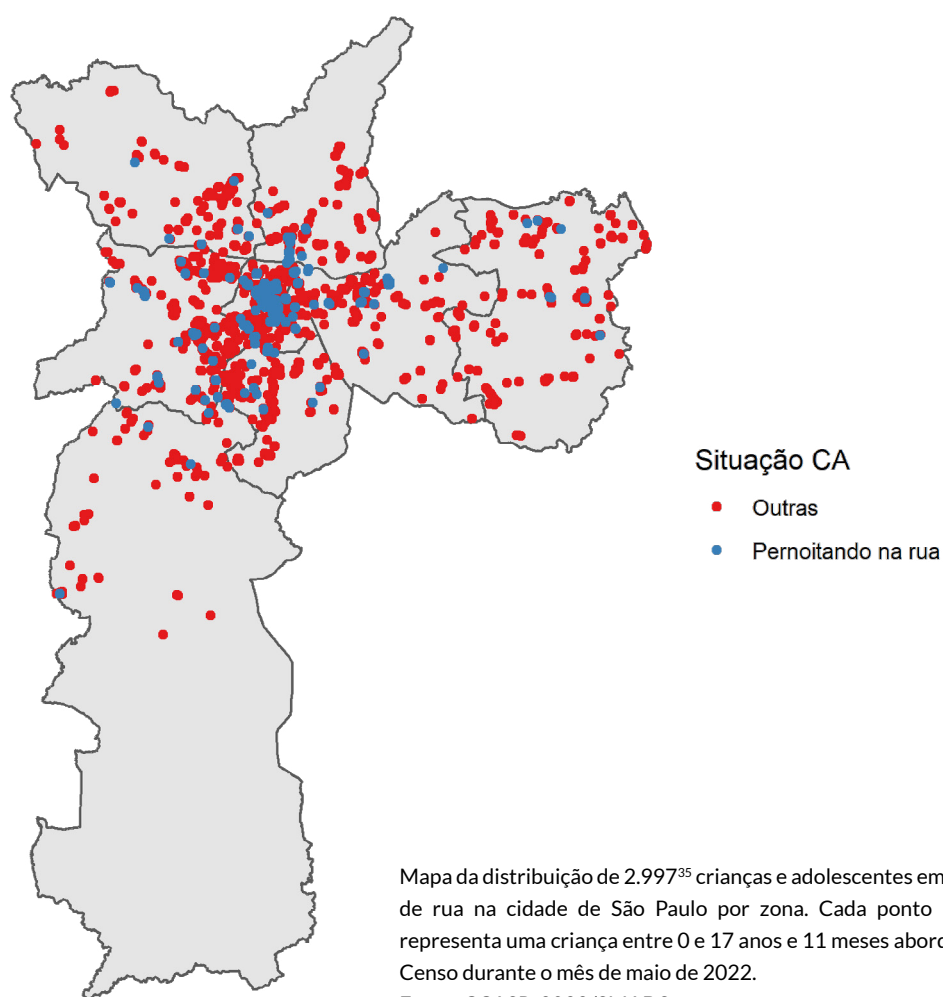 Situação CA
Outras
Pernoitando na rua
Mapa da distribuição de 2.997³⁵ crianças e adolescentes em
de rua na cidade de São Paulo por zona. Cada ponto
representa uma criança entre 0 e 17 anos e 11 meses abord
Censo durante o mês de maio de 2022.